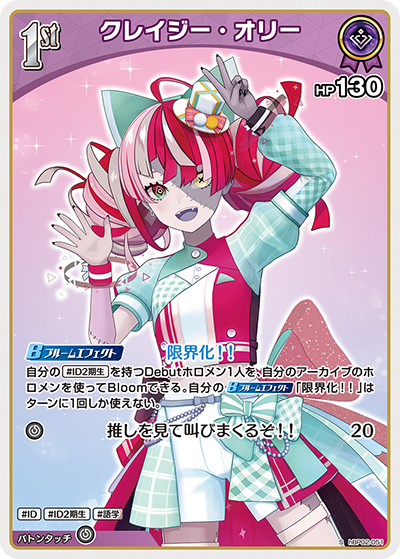 1st
クレイジー・オリー
HP130
Bブルームエフェクト 限界化!!
自分の #ID2期生 を持つDebutホロメン1人を、自分のアーカイブのホ
ロメンを使ってBloomできる。自分の Bブルームエフェクト 「限界化!!」は
ターンに1回しか使えない。
推しを見て叫びまくるぞ!! 20
#ID #ID2期生 #語学
バトンタッチ
hBP02-051